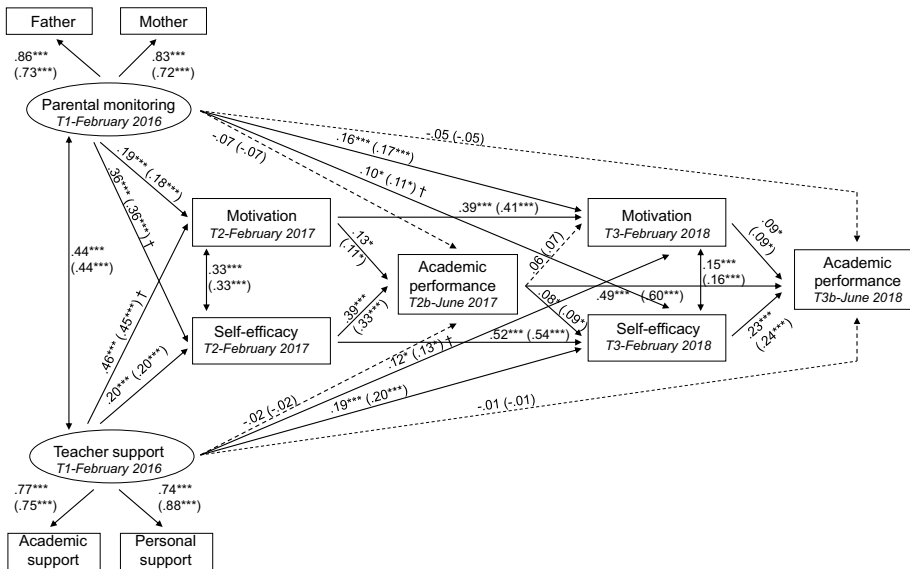 Father
Mother
.86***
(.73***)
.83***
(.72***)
Parental monitoring
T1-February 2016
-.07 (-.07)
.16*** (.17***)
-.05 (-.05)
.10* (.11*) †
.19*** (.18***)
.36*** (.36***) †
Motivation
T2-February 2017
.39*** (.41***)
Motivation
T3-February 2018
.13*
(.11*)
.09*
(.09*)
.44***
(.44***)
.33***
(.33***)
Academic
performance
T2b-June 2017
.06 (.07)
.15***
(.16***)
Academic
performance
T3b-June 2018
.49*** (.60***)
.08* (.09*)
.39***
(.33***)
Self-efficacy
T2-February 2017
.52*** (.54***)
Self-efficacy
T3-February 2018
.23***
(.24***)
.46*** (.45***) †
.20*** (.20***)
.12* (.13*) †
-.02 (-.02)
.19*** (.20***)
-.01 (-.01)
Teacher support
T1-February 2016
.77***
(.75***)
.74***
(.88***)
Academic
support
Personal
support